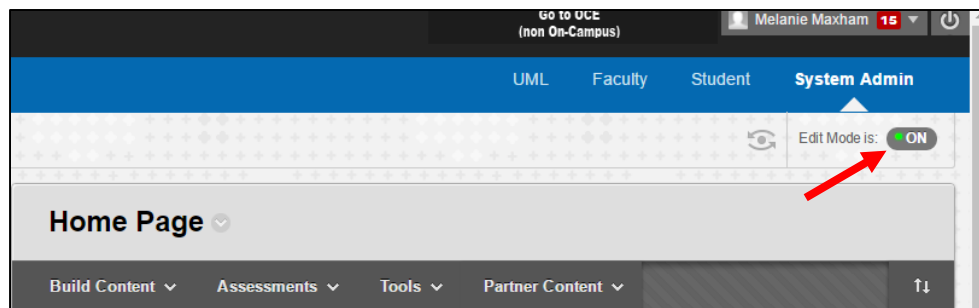 Go to OCE
(non On-Campus)
Melanie Maxham 15
UML Faculty Student System Admin
Edit Mode is: ON
Home Page
Build Content Assessments Tools Partner Content